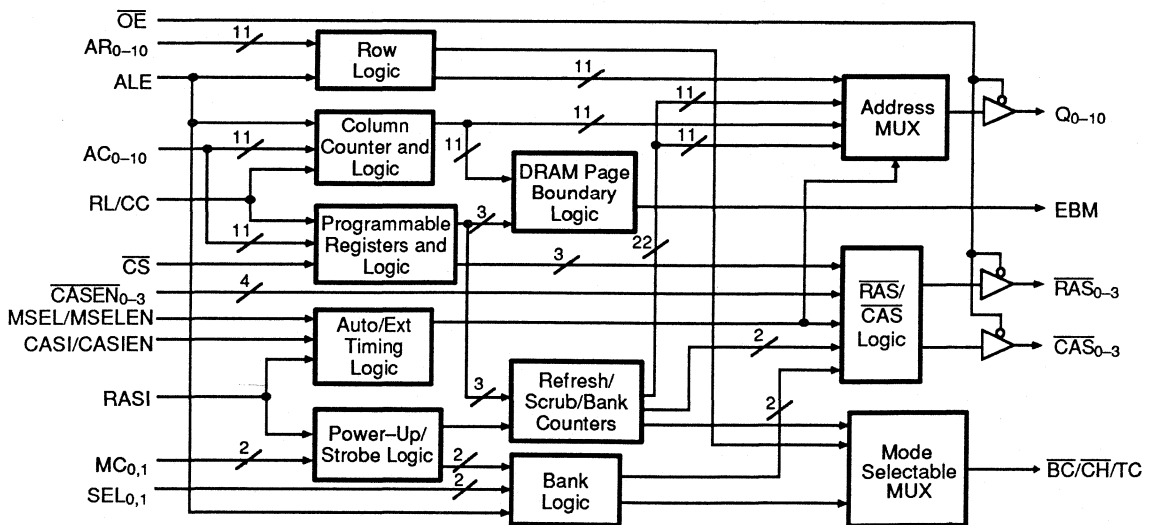 OE
AR0–10
11
Row
Logic
ALE
11
11
Address
MUX
Q0–10
Column
Counter and
Logic
11
AC0–10
11
11
11
DRAM Page
Boundary
Logic
RL/CC
EBM
Programmable
Registers and
Logic
3
11
22
3
CS
CASEN0–3
4
RAS/
CAS
Logic
RAS0–3
MSEL/MSELEN
Auto/Ext
Timing
Logic
CASI/CASIEN
2
CAS0–3
Refresh/
Scrub/Bank
Counters
3
RASI
2
Power–Up/
Strobe Logic
Mode
Selectable
MUX
MC0,1
2
2
BC/CH/TC
Bank
Logic
SEL0,1
2